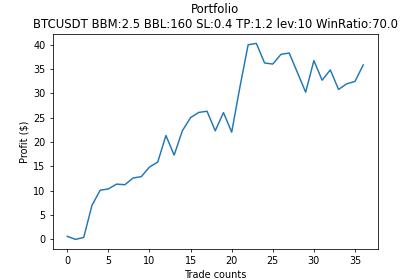 Portfolio
BTCUSDT BBM:2.5 BBL:160 SL:0.4 TP:1.2 lev:10 WinRatio:70.0
40
35
30
25
20
15
10
5
0
Profit ($)
0 5 10 15 20 25 30 35
Trade counts